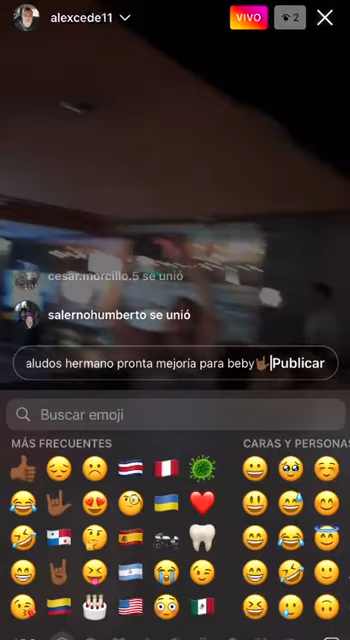 alexcede11
VIVO
2
cesar.morcillo.5 se unió
salernohumberto se unió
aludos hermano pronta mejoría para beby🤘🏾
Publicar
Buscar emoji
MÁS FRECUENTES
CARAS Y PERSONAS